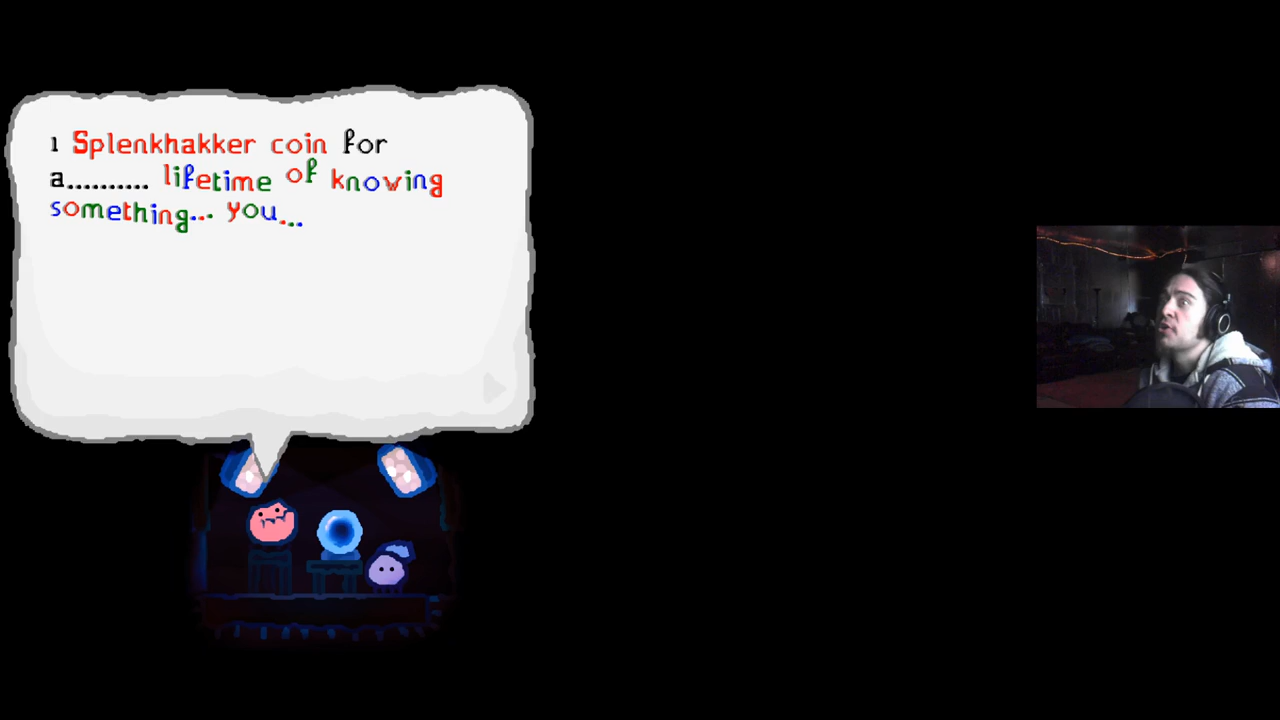 1 Splenkhakker coin for
a.......... lifetime of knowing
something... you...